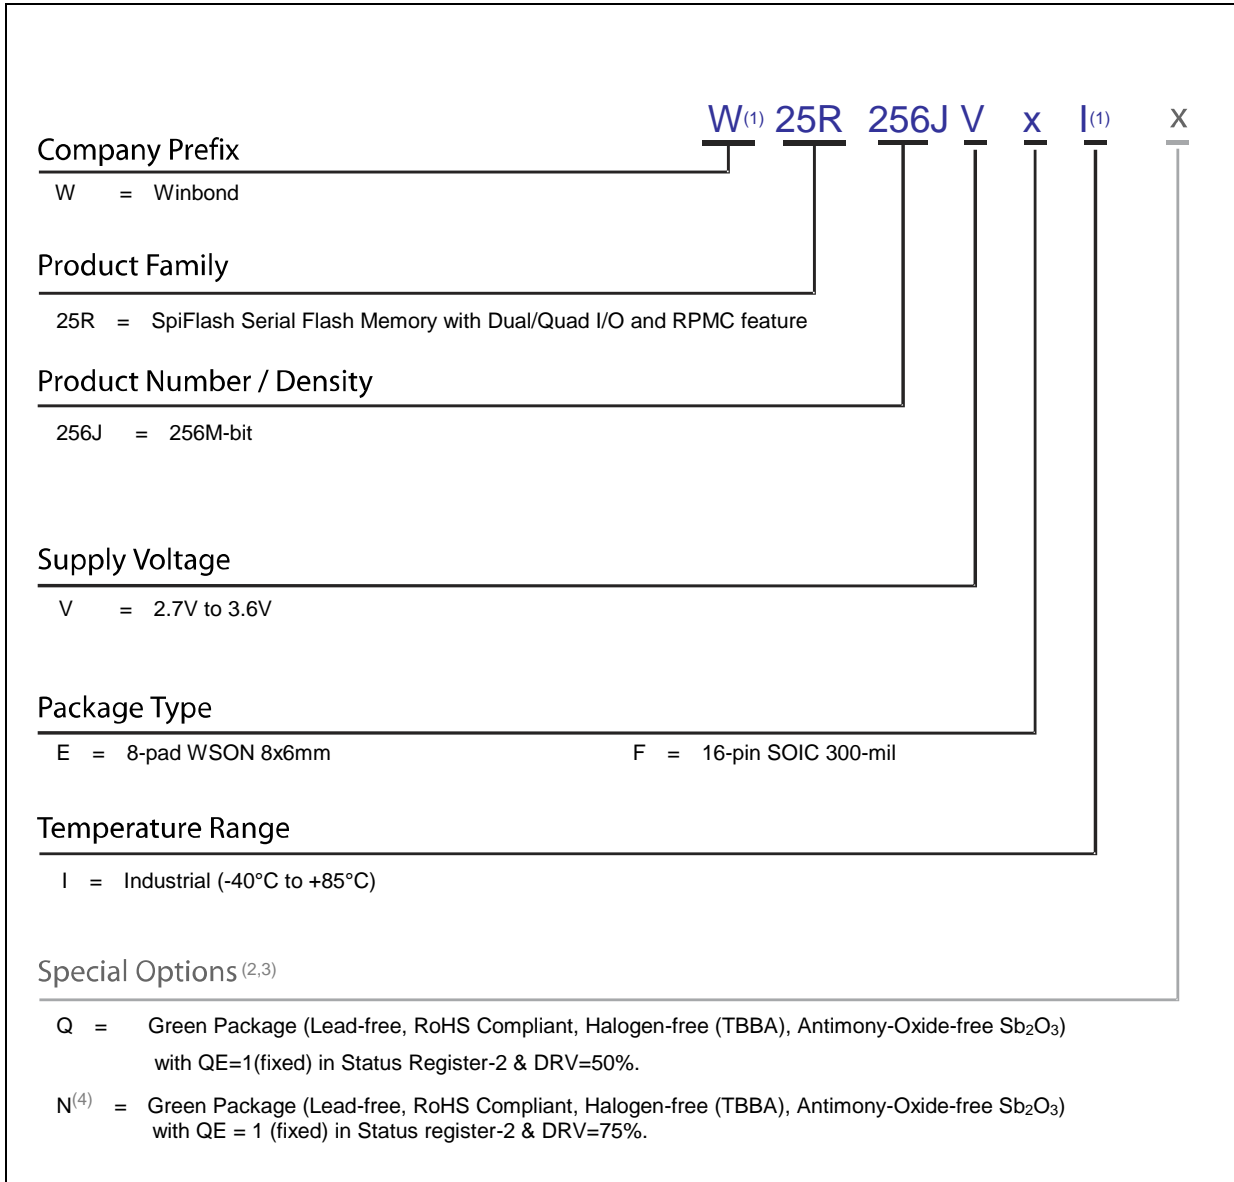 W(1) 25R 256J V x I(1) x
Company Prefix
W = Winbond
Product Family
25R = SpiFlash Serial Flash Memory with Dual/Quad I/O and RPMC feature
Product Number / Density
256J = 256M-bit
Supply Voltage
V = 2.7V to 3.6V
Package Type
E = 8-pad WSON 8x6mm F = 16-pin SOIC 300-mil
Temperature Range
I = Industrial (-40°C to +85°C)
Special Options (2,3)
Q = Green Package (Lead-free, RoHS Compliant, Halogen-free (TBBA), Antimony-Oxide-free Sb₂O₃)
with QE=1(fixed) in Status Register-2 & DRV=50%.
N(4) = Green Package (Lead-free, RoHS Compliant, Halogen-free (TBBA), Antimony-Oxide-free Sb₂O₃)
with QE = 1 (fixed) in Status register-2 & DRV=75%.